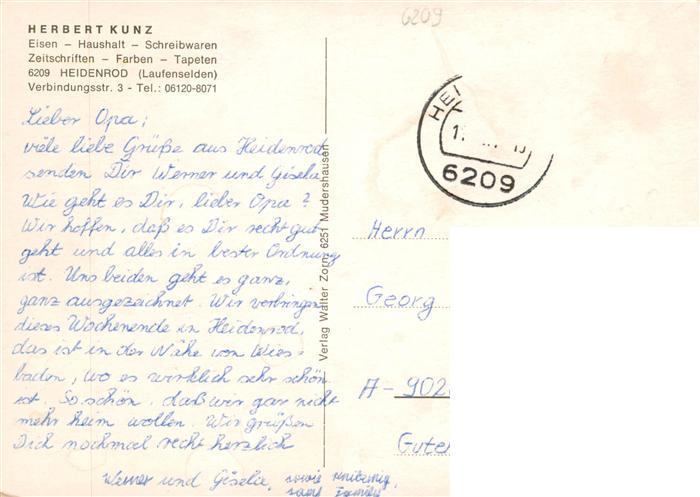 6209
HERBERT KUNZ
Eisen – Haushalt – Schreibwaren
Zeitschriften – Farben – Tapeten
6209 HEIDENROD (Laufenselden)
Verbindungsstr. 3 - Tel.: 06120-8071
HEI
6209
Lieber Opa;
viele liebe Grüße aus Heidenrod
senden Dir Werner und Gisela.
Wie geht es Dir, lieber Opa?
Wir hoffen, daß es Dir recht gut
geht und alles in bester Ordnung
ist. Uns beiden geht es ganz,
ganz ausgezeichnet. Wir verbringen
dieses Wochenende in Heidenrod,
das ist in der Nähe von Wies-
baden, wo es wirklich sehr schön
ist. So schön, daß wir gar nicht
mehr heim wollen. Wir grüßen
Dich nochmal recht herzlich
Werner und Gisela, sowie
Verlag Walter Zorn, 6251 Mudershausen
Herrn
Georg
A-902
Guten